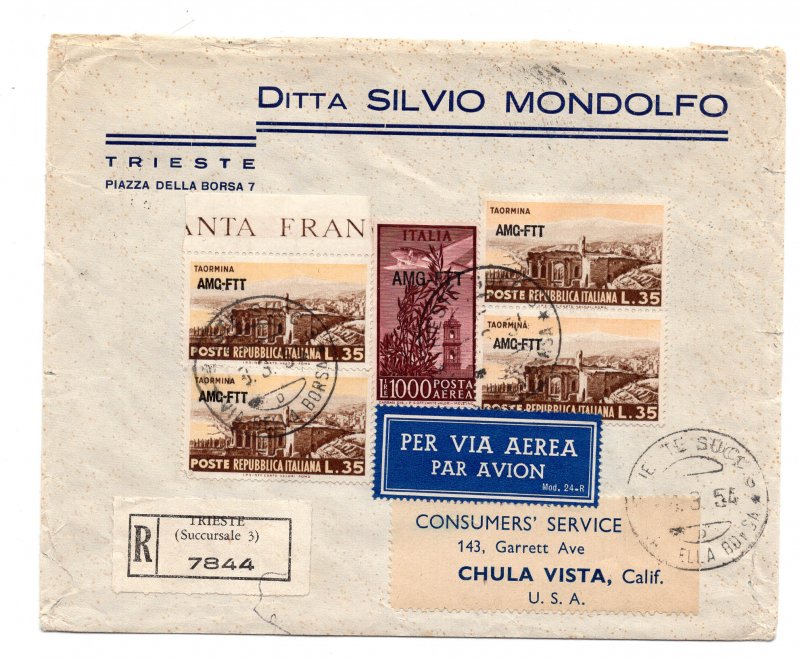 DITTA SILVIO MONDOLFO
TRIESTE
PIAZZA DELLA BORSA 7
ANTA FRAN
TAORMINA
AMG-FTT
POSTE REPUBBLICA ITALIANA L.35
TAORMINA
AMG-FTT
POSTE REPUBBLICA ITALIANA L.35
ITALIA
AMG-FTT
LIRE 1000 POSTA AEREA
TAORMINA
AMG-FTT
POSTE REPUBBLICA ITALIANA L.35
TAORMINA
AMG-FTT
POSTE REPUBBLICA ITALIANA L.35
PER VIA AEREA
PAR AVION
Mod. 24-R
R
TRIESTE
(Succursale 3)
7844
CONSUMERS' SERVICE
143, Garrett Ave
CHULA VISTA, Calif.
U. S. A.
3.54